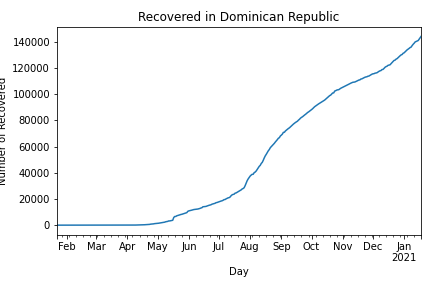 Recovered in Dominican Republic
Number of Recovered
140000
120000
100000
80000
60000
40000
20000
0
Feb Mar Apr May Jun Jul Aug Sep Oct Nov Dec Jan
2021
Day